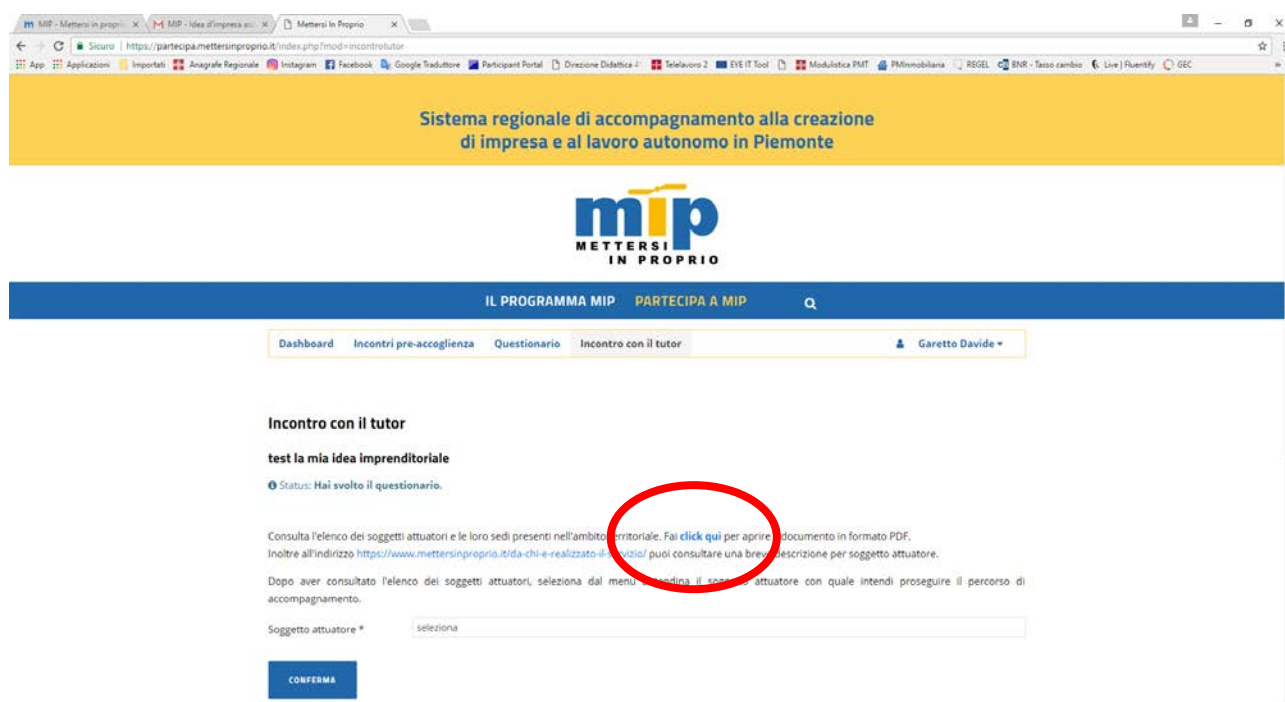 MIP - Mettersi in propri
MIP - Idea d'impresa
Mettersi In Proprio
Sicuro | https://partecipa.mettersinproprio.it/index.php?mod=incontrotutor
App Applicazioni Importati Anagrafe Regionale Instagram Facebook Google Traduttore Participant Portal Direzione Didattica Telelavoro 2 EYE IT Tool Modulistica PMT PMInmobiliaria REGEL BNR - Tasso cambio Live | Fluentify GEC
Sistema regionale di accompagnamento alla creazione
di impresa e al lavoro autonomo in Piemonte
mip
METTERSI
IN PROPRIO
IL PROGRAMMA MIP PARTECIPA A MIP
Dashboard Incontri pre-accoglienza Questionario Incontro con il tutor Garetto Davide
Incontro con il tutor
test la mia idea imprenditoriale
Status: Hai svolto il questionario.
Consulta l'elenco dei soggetti attuatori e le loro sedi presenti nell'ambito territoriale. Fai click qui per aprire documento in formato PDF.
Inoltre all'indirizzo https://www.mettersinproprio.it/da-chi-e-realizzato-il-servizio/ puoi consultare una breve descrizione per soggetto attuatore.
Dopo aver consultato l'elenco dei soggetti attuatori, seleziona dal menu a tendina il soggetto attuatore con quale intendi proseguire il percorso di
accompagnamento.
Soggetto attuatore * seleziona
CONFERMA